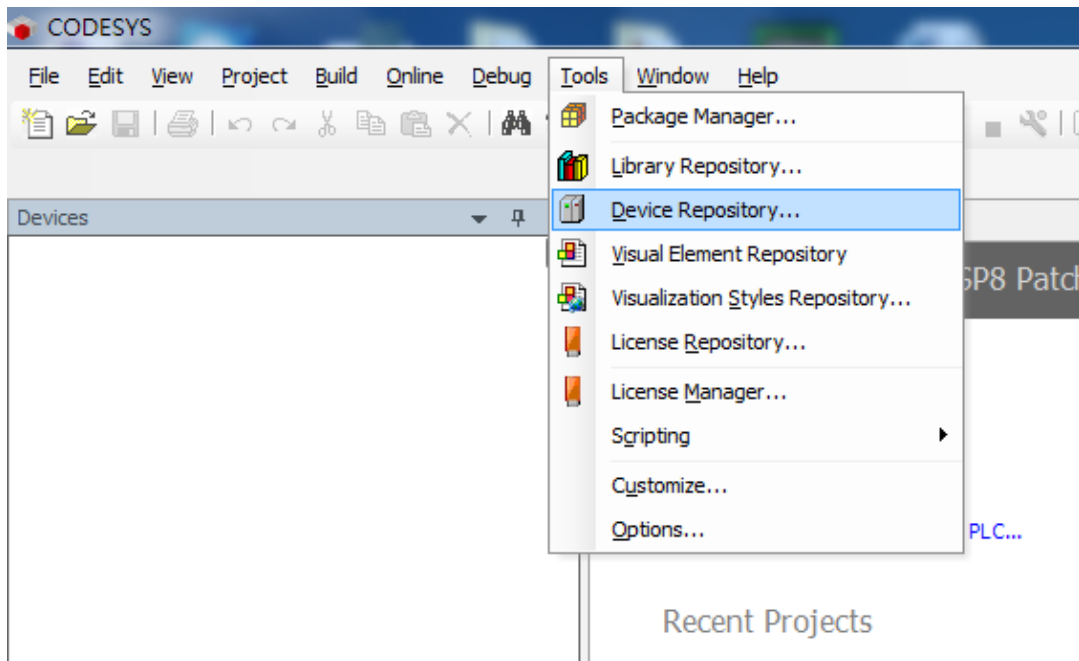 CODESYS
File Edit View Project Build Online Debug Tools Window Help
Package Manager...
Library Repository...
Devices
Device Repository...
Visual Element Repository
SP8 Patch
Visualization Styles Repository...
License Repository...
License Manager...
Scripting
Customize...
Options...
PLC...
Recent Projects